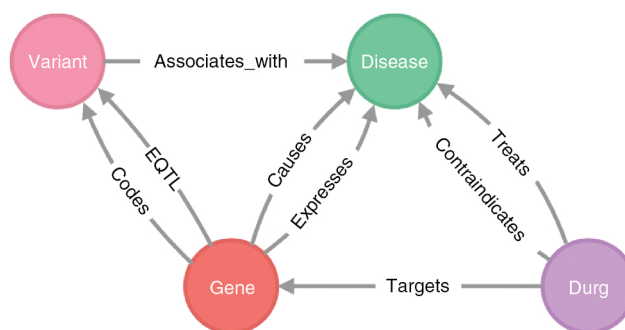 Variant
Associates_with
Disease
Codes
EQTL
Causes
Expresses
Contraindicates
Treats
Gene
Targets
Durg